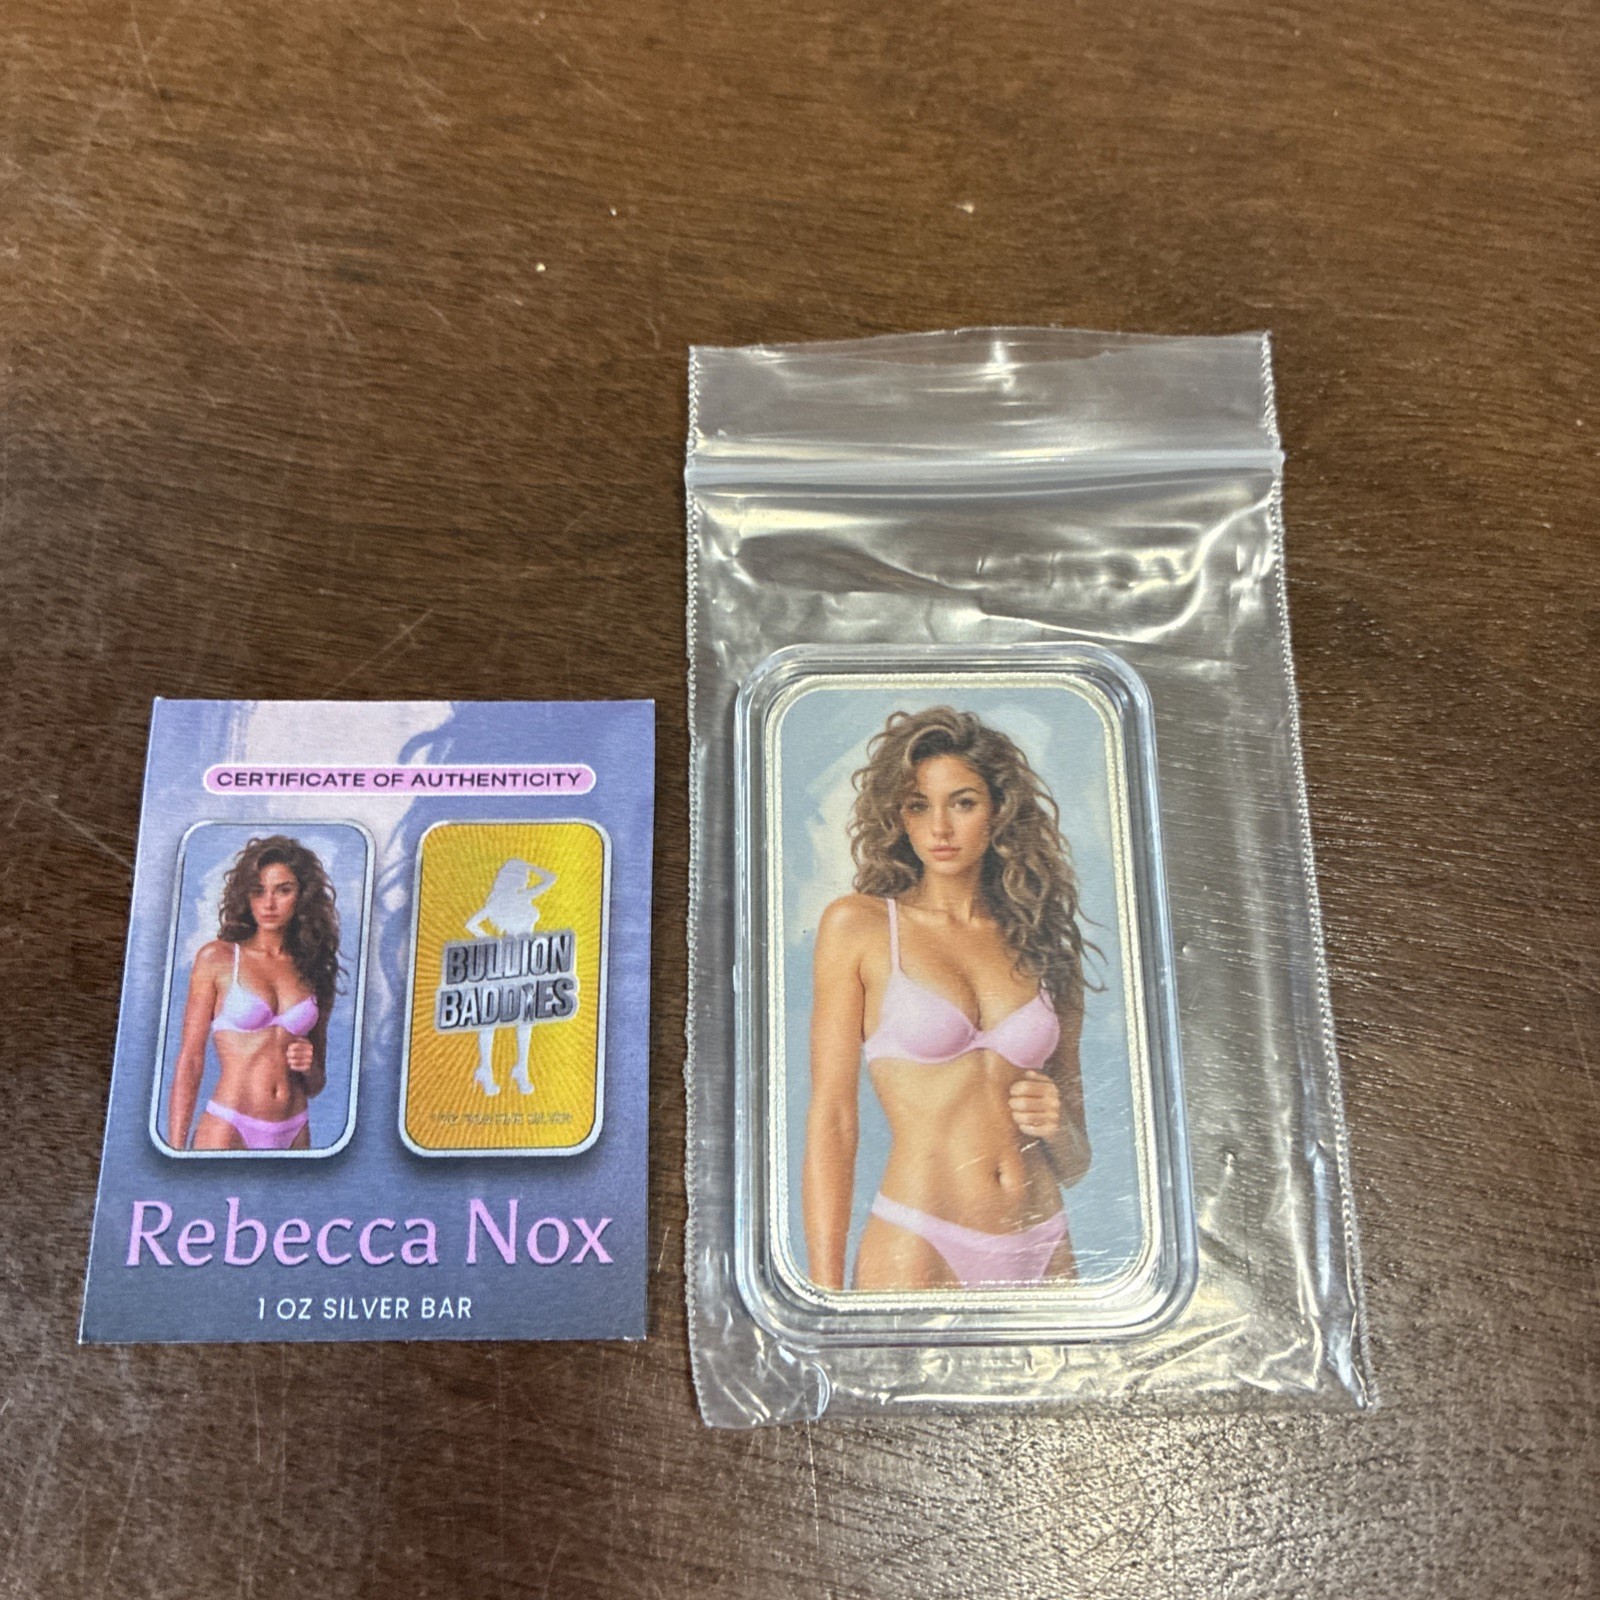 CERTIFICATE OF AUTHENTICITY
BULLION
BADDIES
Rebecca Nox
1 OZ SILVER BAR